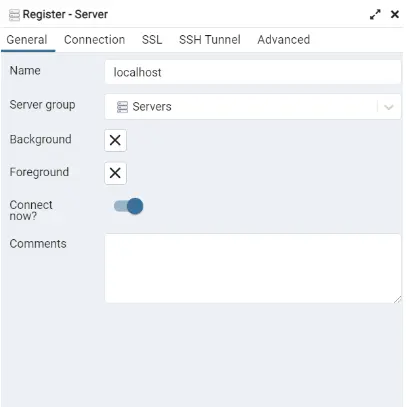 Register - Server
General Connection SSL SSH Tunnel Advanced
Name localhost
Server group Servers
Background
Foreground
Connect
now?
Comments